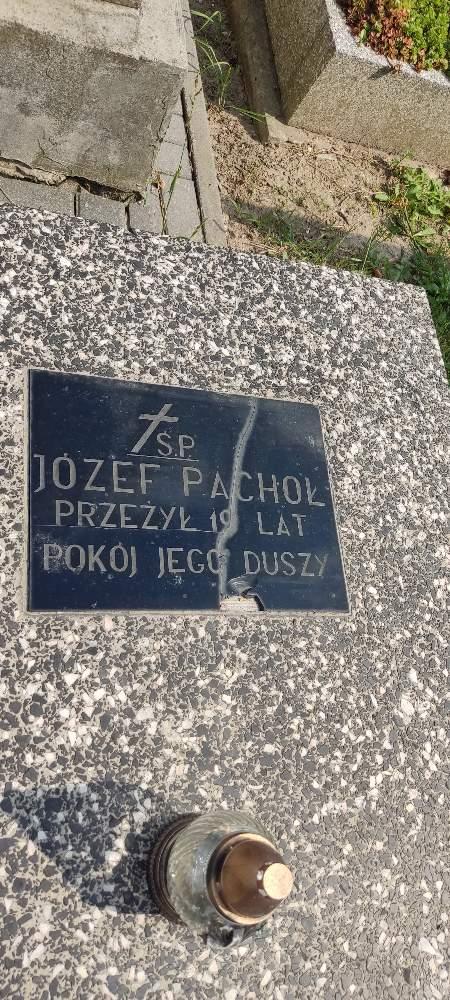 Ś.P.
JÓZEF PACHOŁ
PRZEŻYŁ LAT
POKÓJ JEGO DUSZY